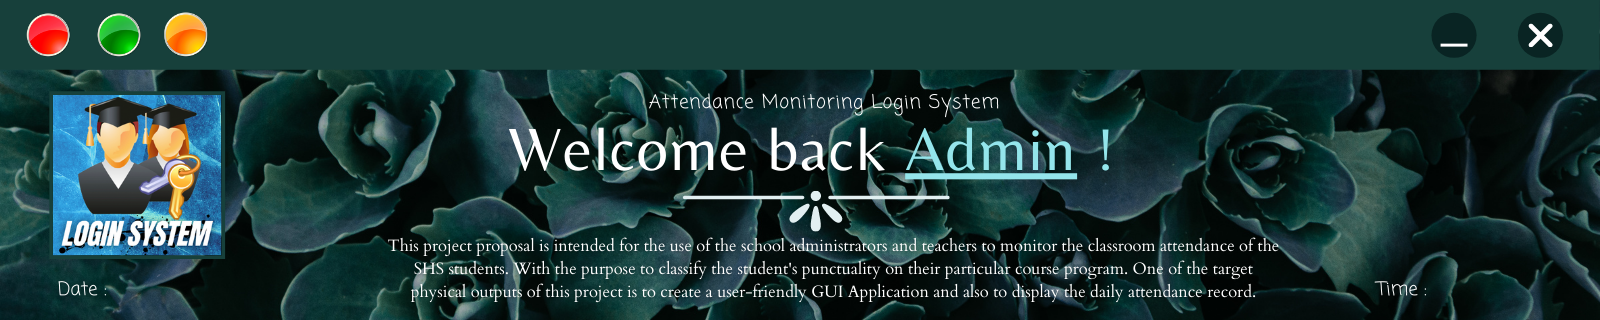 Attendance Monitoring Login System
Welcome back Admin !
LOGIN SYSTEM
This project proposal is intended for the use of the school administrators and teachers to monitor the classroom attendance of the
SHS students. With the purpose to classify the student's punctuality on their particular course program. One of the target
physical outputs of this project is to create a user-friendly GUI Application and also to display the daily attendance record.
Date :
Time :